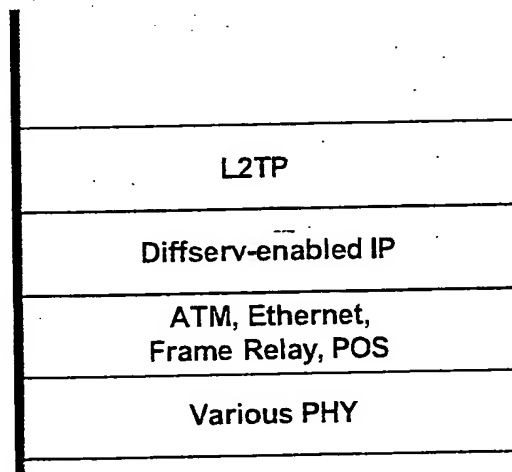 L2TP
Diffserv-enabled IP
ATM, Ethernet,
Frame Relay, POS
Various PHY